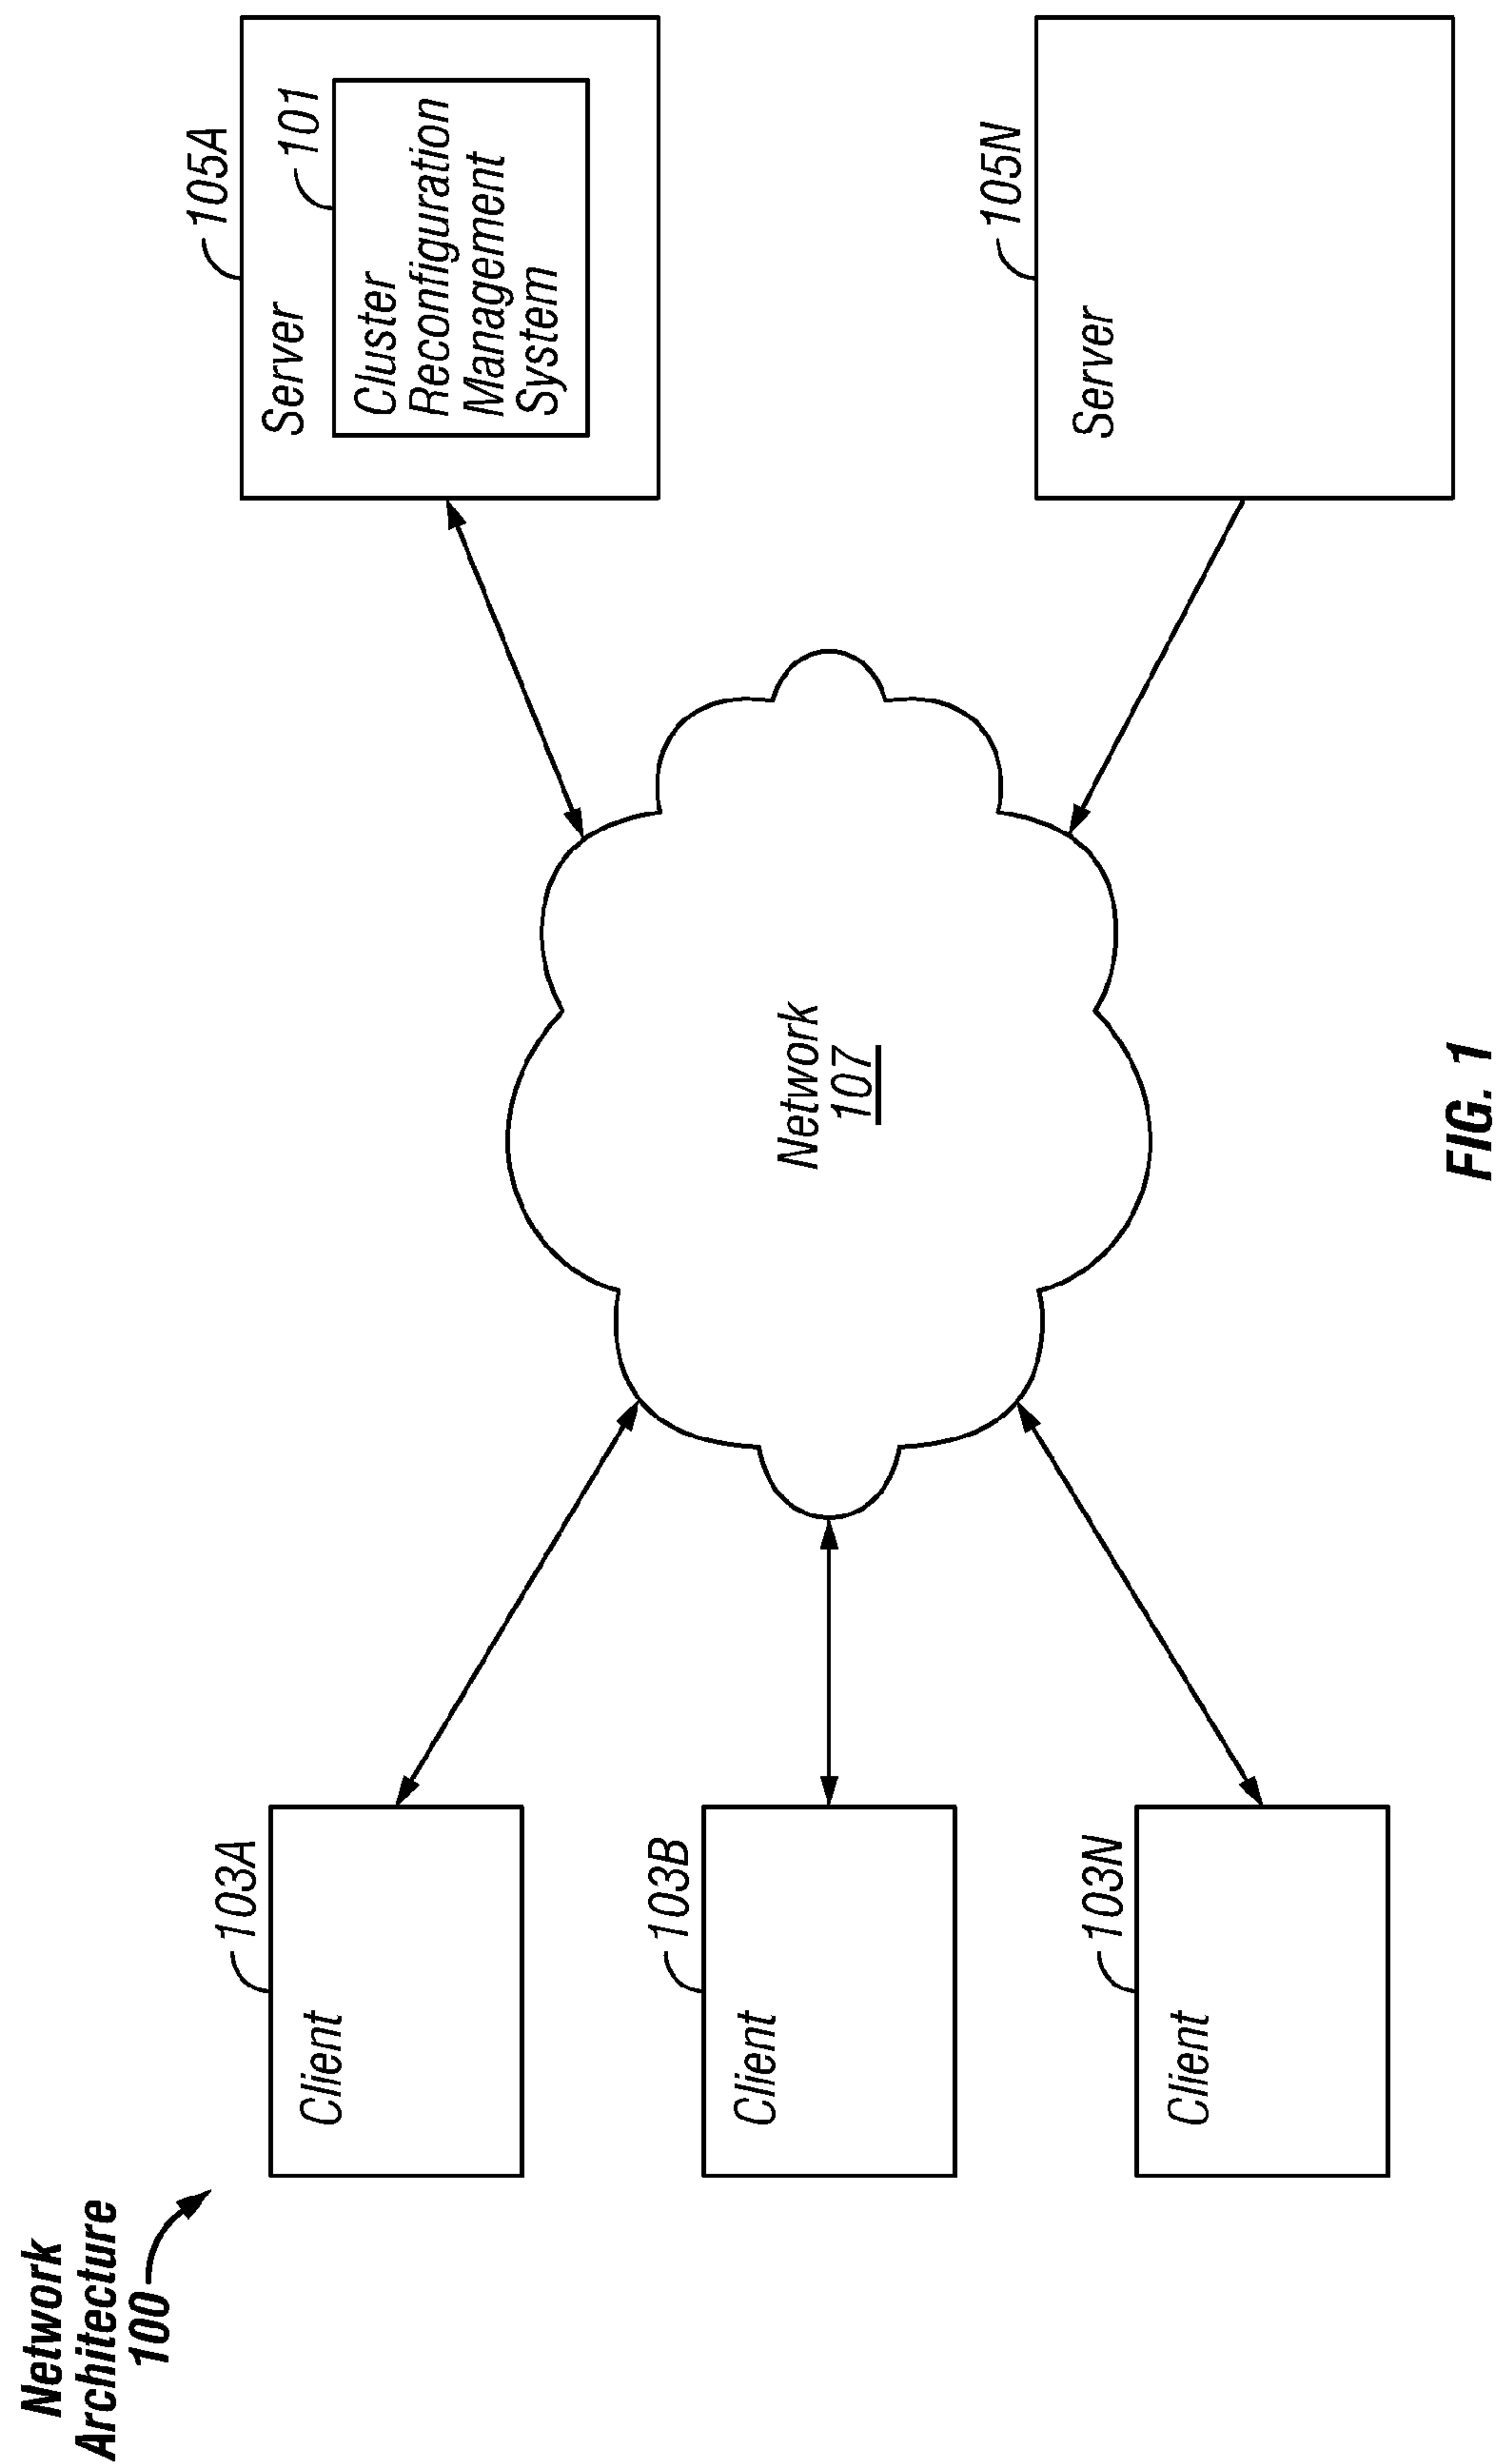 Network
Architecture
100
103A
Client
103B
Client
103N
Client
Network
107
105A
Server
101
Cluster
Reconfiguration
Management
System
105N
Server
FIG. 1